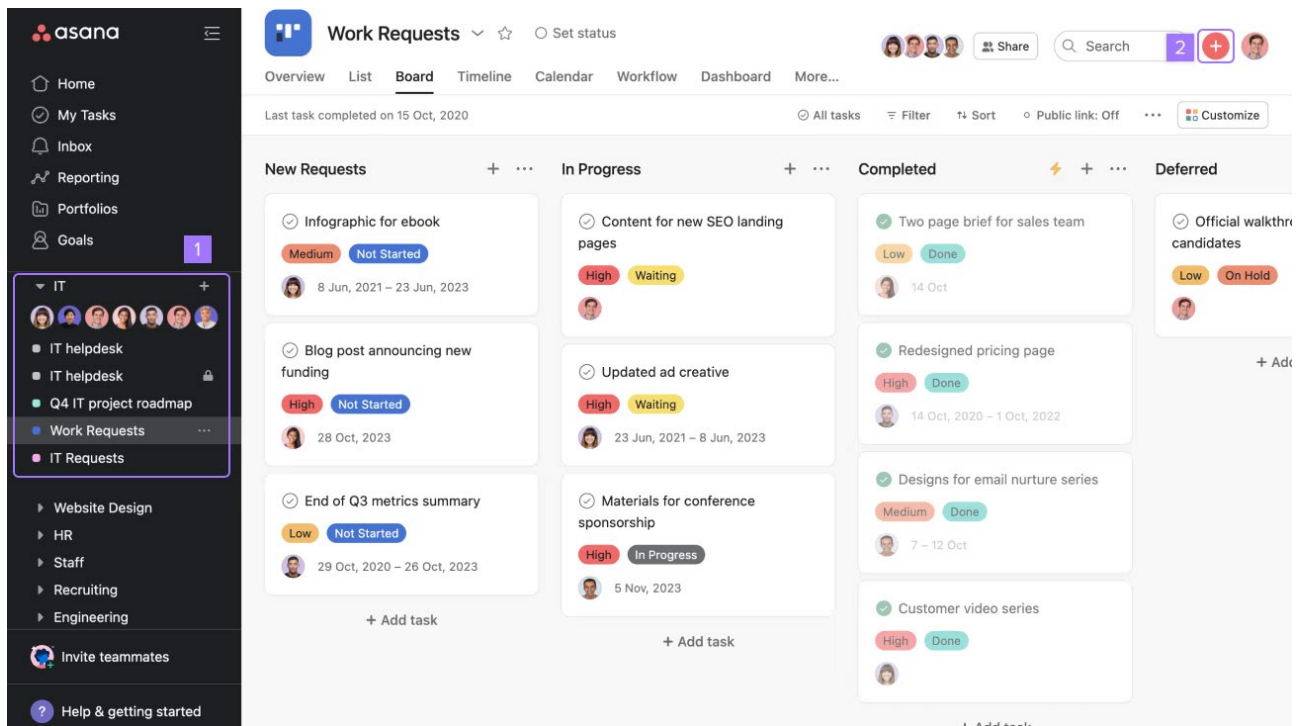 asana
Home
My Tasks
Inbox
Reporting
Portfolios
Goals
1
IT
IT helpdesk
IT helpdesk
Q4 IT project roadmap
Work Requests
IT Requests
Website Design
HR
Staff
Recruiting
Engineering
Invite teammates
? Help & getting started
Work Requests
Set status
Share
Search
2
Overview List Board Timeline Calendar Workflow Dashboard More...
Last task completed on 15 Oct, 2020
All tasks Filter Sort Public link: Off Customize
New Requests
Infographic for ebook
Medium Not Started
8 Jun, 2021 – 23 Jun, 2023
Blog post announcing new
funding
High Not Started
28 Oct, 2023
End of Q3 metrics summary
Low Not Started
29 Oct, 2020 – 26 Oct, 2023
+ Add task
In Progress
Content for new SEO landing
pages
High Waiting
Updated ad creative
High Waiting
23 Jun, 2021 – 8 Jun, 2023
Materials for conference
sponsorship
High In Progress
5 Nov, 2023
+ Add task
Completed
Two page brief for sales team
Low Done
14 Oct
Redesigned pricing page
High Done
14 Oct, 2020 – 1 Oct, 2022
Designs for email nurture series
Medium Done
7 – 12 Oct
Customer video series
High Done
+ Add task
Deferred
Official walkthr
candidates
Low On Hold
+ Add